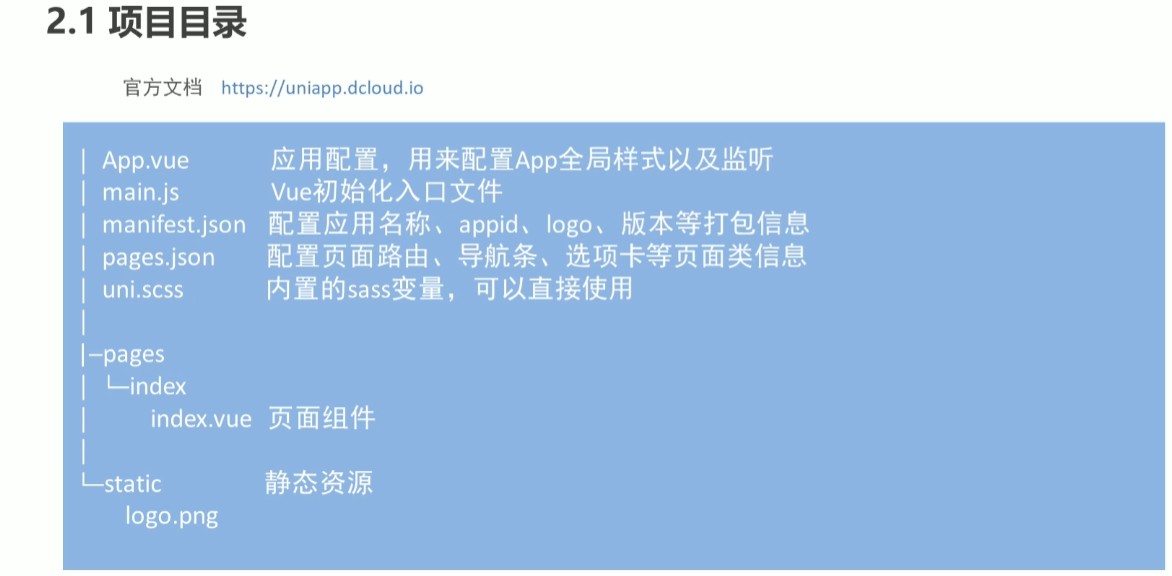 2.1 项目目录
官方文档 https://uniapp.dcloud.io
│ App.vue 应用配置，用来配置App全局样式以及监听
│ main.js Vue初始化入口文件
│ manifest.json 配置应用名称、appid、logo、版本等打包信息
│ pages.json 配置页面路由、导航条、选项卡等页面类信息
│ uni.scss 内置的sass变量，可以直接使用
│
├─pages
│ └─index
│ index.vue 页面组件
│
└─static 静态资源
logo.png